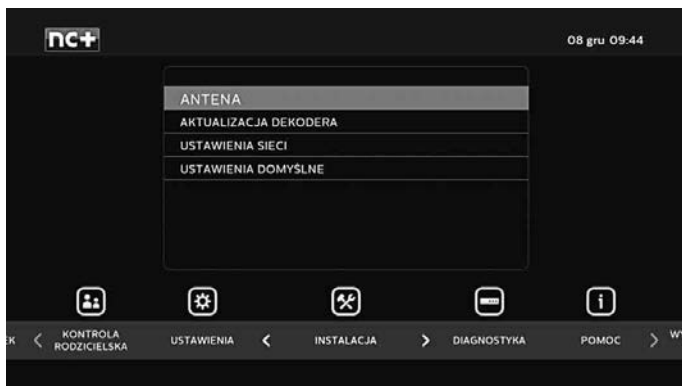 nc+
08 gru 09:44
ANTENA
AKTUALIZACJA DEKODERA
USTAWIENIA SIECI
USTAWIENIA DOMYŚLNE
KONTROLA
RODZICIELSKA
USTAWIENIA
INSTALACJA
DIAGNOSTYKA
POMOC